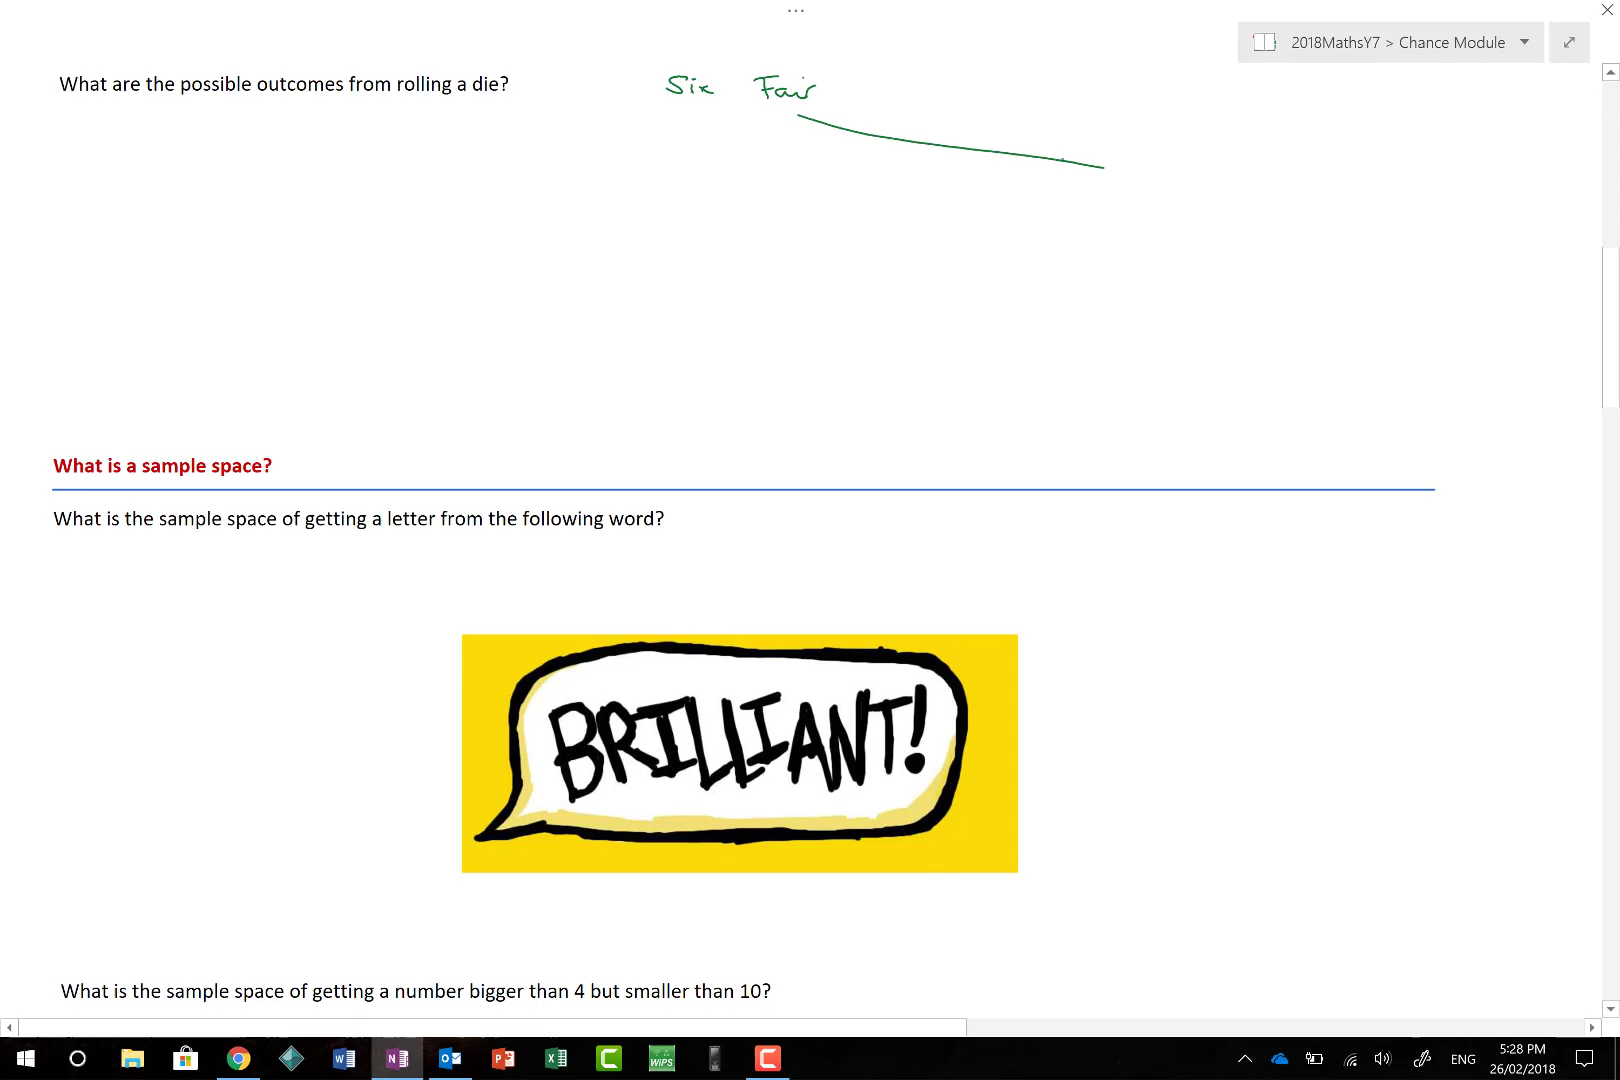 2018MathsY7 > Chance Module
What are the possible outcomes from rolling a die?
Six Fair
What is a sample space?
What is the sample space of getting a letter from the following word?
BRILLIANT!
What is the sample space of getting a number bigger than 4 but smaller than 10?
WiPS
ENG
5:28 PM
26/02/2018